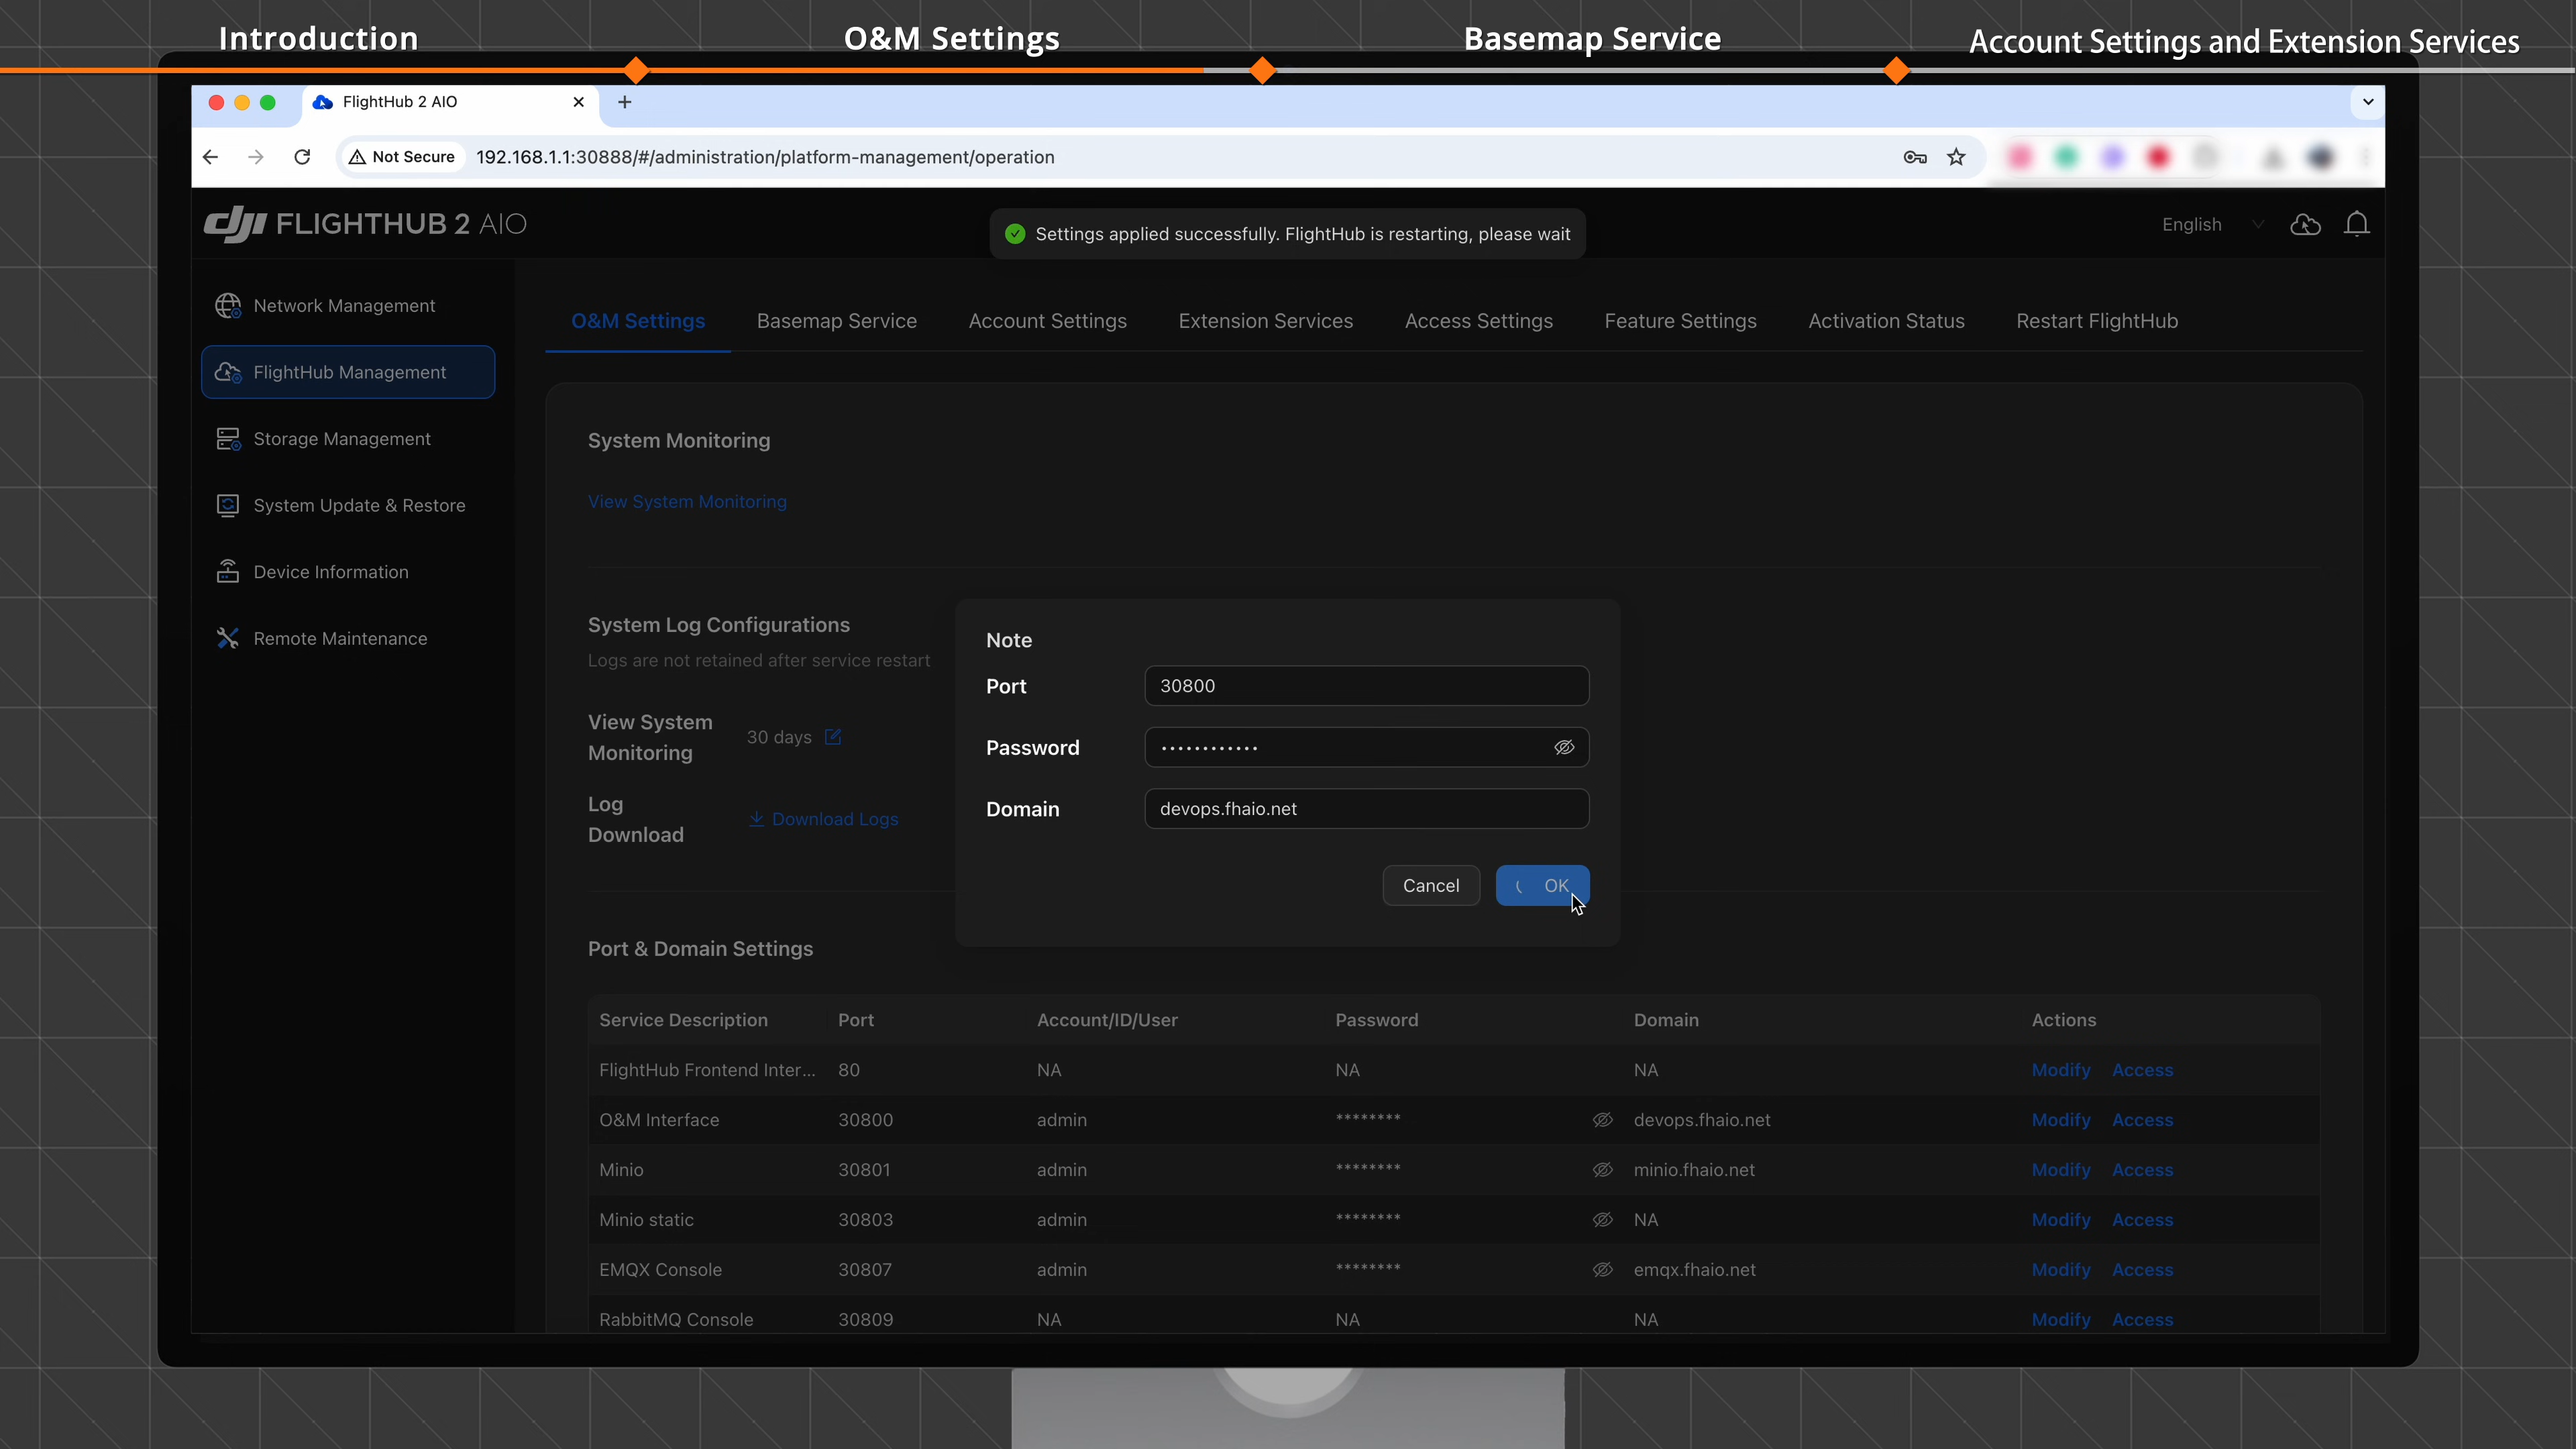 Introduction
O&M Settings
Basemap Service
Account Settings and Extension Services
FlightHub 2 AIO
Not Secure
192.168.1.1:30888/#/administration/platform-management/operation
dji FLIGHTHUB 2 AIO
Settings applied successfully. FlightHub is restarting, please wait
English
Network Management
FlightHub Management
Storage Management
System Update & Restore
Device Information
Remote Maintenance
O&M Settings
Basemap Service
Account Settings
Extension Services
Access Settings
Feature Settings
Activation Status
Restart FlightHub
System Monitoring
View System Monitoring
System Log Configurations
Logs are not retained after service restart
View System
Monitoring
30 days
Log
Download
Download Logs
Note
Port
30800
Password
••••••••••••
Domain
devops.fhaio.net
Cancel
OK
Port & Domain Settings
Service Description Port Account/ID/User Password Domain Actions
FlightHub Frontend Inter... 80 NA NA NA Modify Access
O&M Interface 30800 admin ******** devops.fhaio.net Modify Access
Minio 30801 admin ******** minio.fhaio.net Modify Access
Minio static 30803 admin ******** NA Modify Access
EMQX Console 30807 admin ******** emqx.fhaio.net Modify Access
RabbitMQ Console 30809 NA NA NA Modify Access